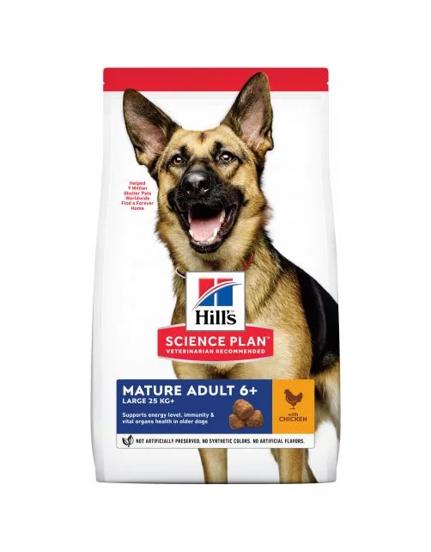 Helped
9 Million
Shelter Pets
Worldwide
Find a Forever
Home
Hill's
SCIENCE PLAN™
VETERINARIAN RECOMMENDED
MATURE ADULT 6+
LARGE 25 KG+
Supports energy level, immunity &
vital organs health in older dogs
with
CHICKEN
NOT ARTIFICIALLY PRESERVED. NO SYNTHETIC COLORS. NO ARTIFICIAL FLAVORS.